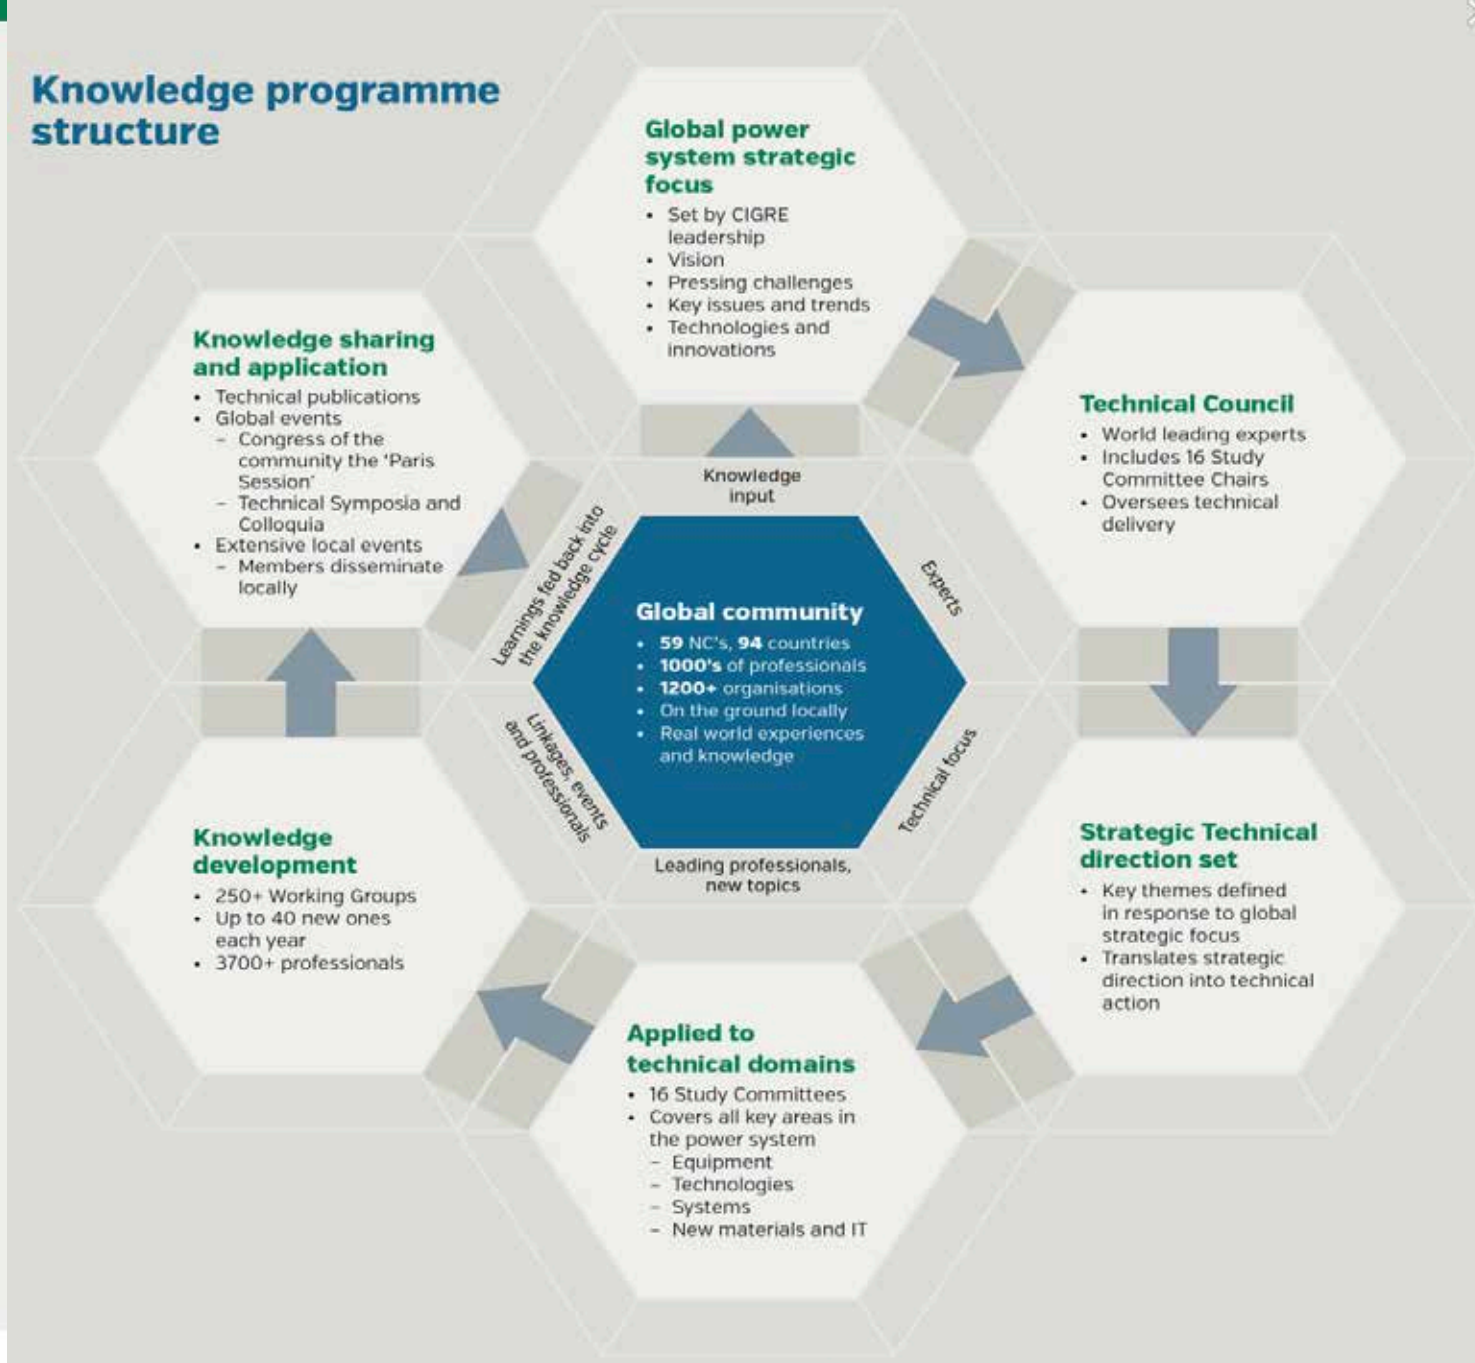 Knowledge programme
structure
Global power
system strategic
focus
• Set by CIGRE
leadership
• Vision
• Pressing challenges
• Key issues and trends
• Technologies and
innovations
Technical Council
• World leading experts
• Includes 16 Study
Committee Chairs
• Oversees technical
delivery
Strategic Technical
direction set
• Key themes defined
in response to global
strategic focus
• Translates strategic
direction into technical
action
Applied to
technical domains
• 16 Study Committees
• Covers all key areas in
the power system
– Equipment
– Technologies
– Systems
– New materials and IT
Knowledge
development
• 250+ Working Groups
• Up to 40 new ones
each year
• 3700+ professionals
Knowledge sharing
and application
• Technical publications
• Global events
– Congress of the
community the ‘Paris
Session’
– Technical Symposia and
Colloquia
• Extensive local events
– Members disseminate
locally
Knowledge
input
Experts
Technical focus
Leading professionals,
new topics
Linkages, events
and professionals
Learnings fed back into
the knowledge cycle
Global community
• 59 NC's, 94 countries
• 1000's of professionals
• 1200+ organisations
• On the ground locally
• Real world experiences
and knowledge